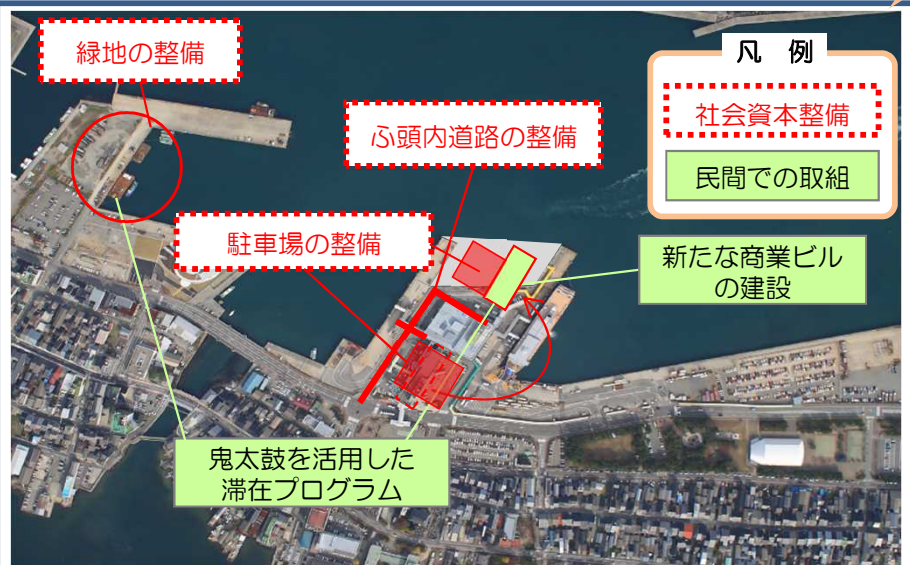 緑地の整備
凡 例
社会資本整備
民間での取組
ふ頭内道路の整備
駐車場の整備
新たな商業ビル
の建設
鬼太鼓を活用した
滞在プログラム